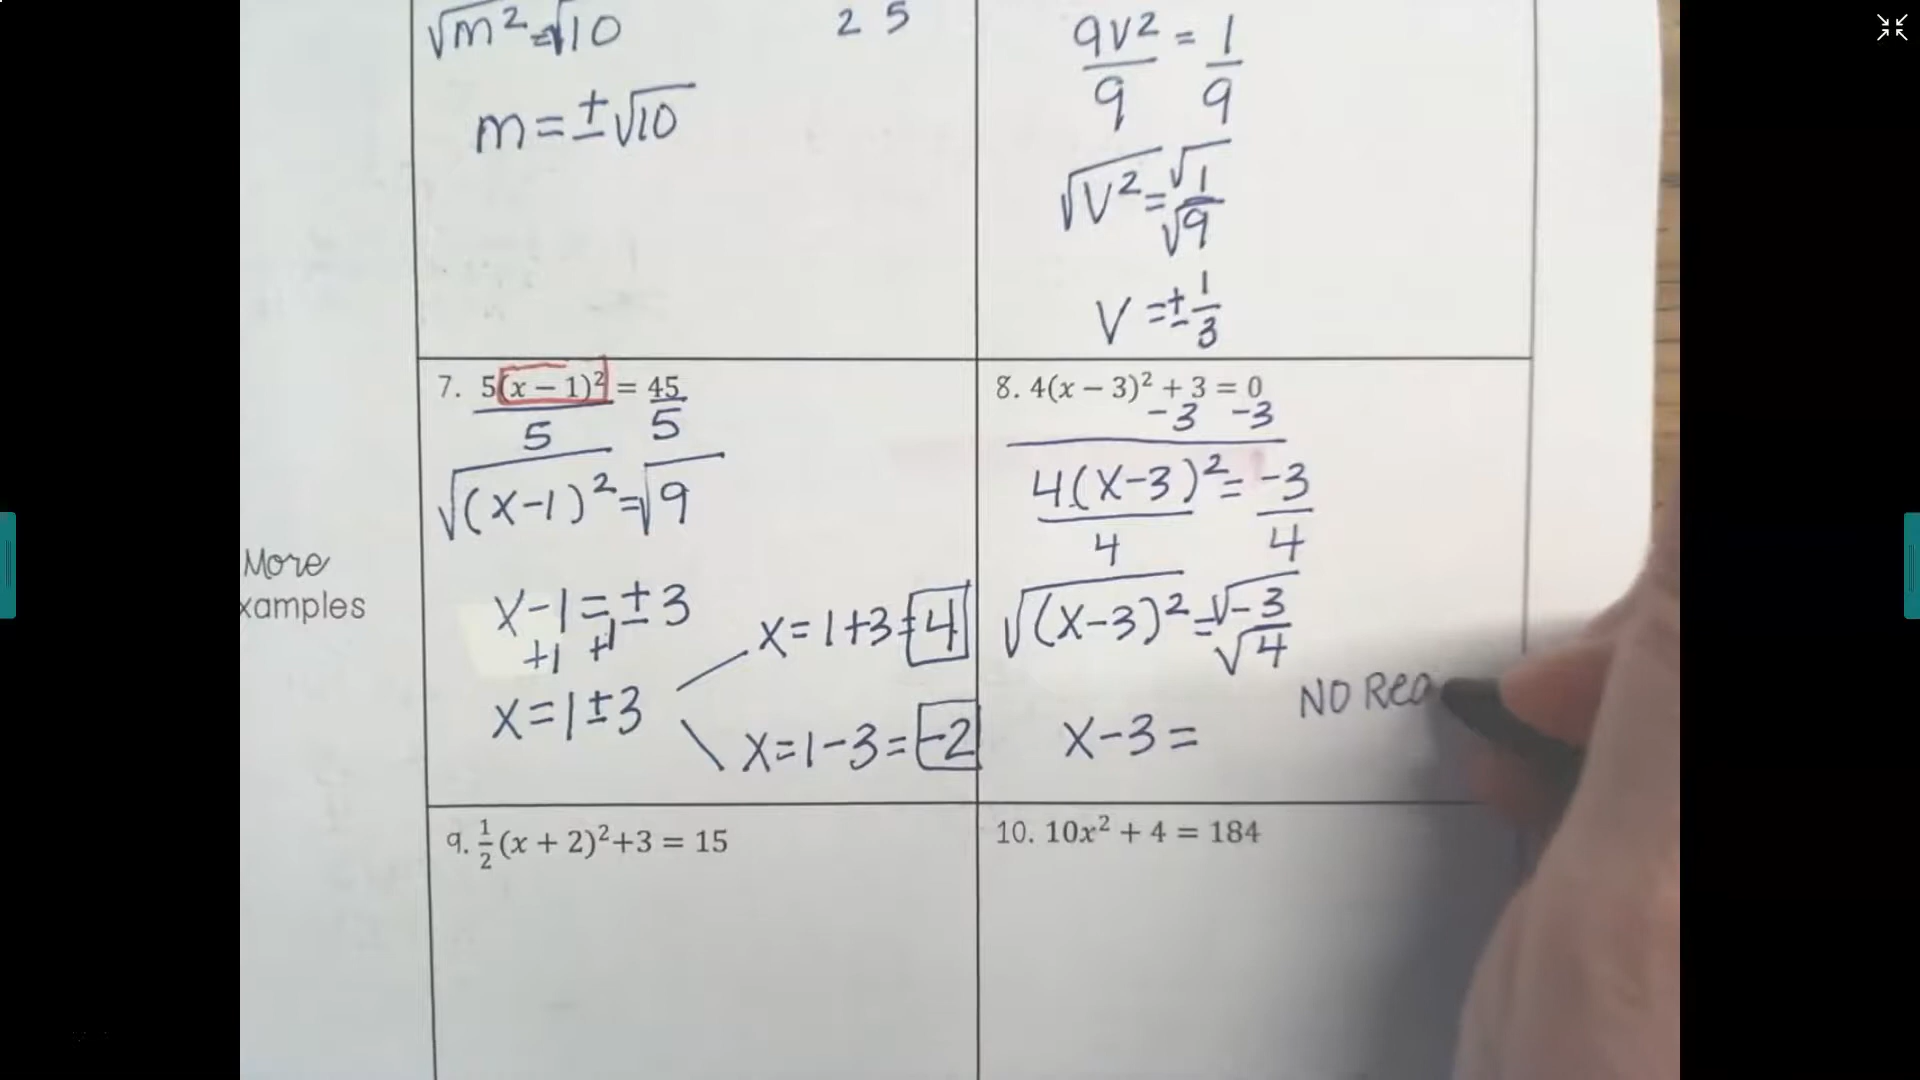 √m² = √10
2 5
m = ±√10
9v² = 1
9 9
√v² = √1
√9
v = ± 1/3
7. 5(x − 1)² = 45
5 5
√(x-1)² = √9
x-1 = ±3
+1 +1
x = 1+3 = 4
x = 1±3
x = 1-3 = -2
8. 4(x − 3)² + 3 = 0
-3 -3
4(x-3)² = -3
4 4
√(x-3)² = √-3
√4
NO Rea
x-3 =
More
xamples
9. 1/2(x + 2)²+3 = 15
10. 10x² + 4 = 184